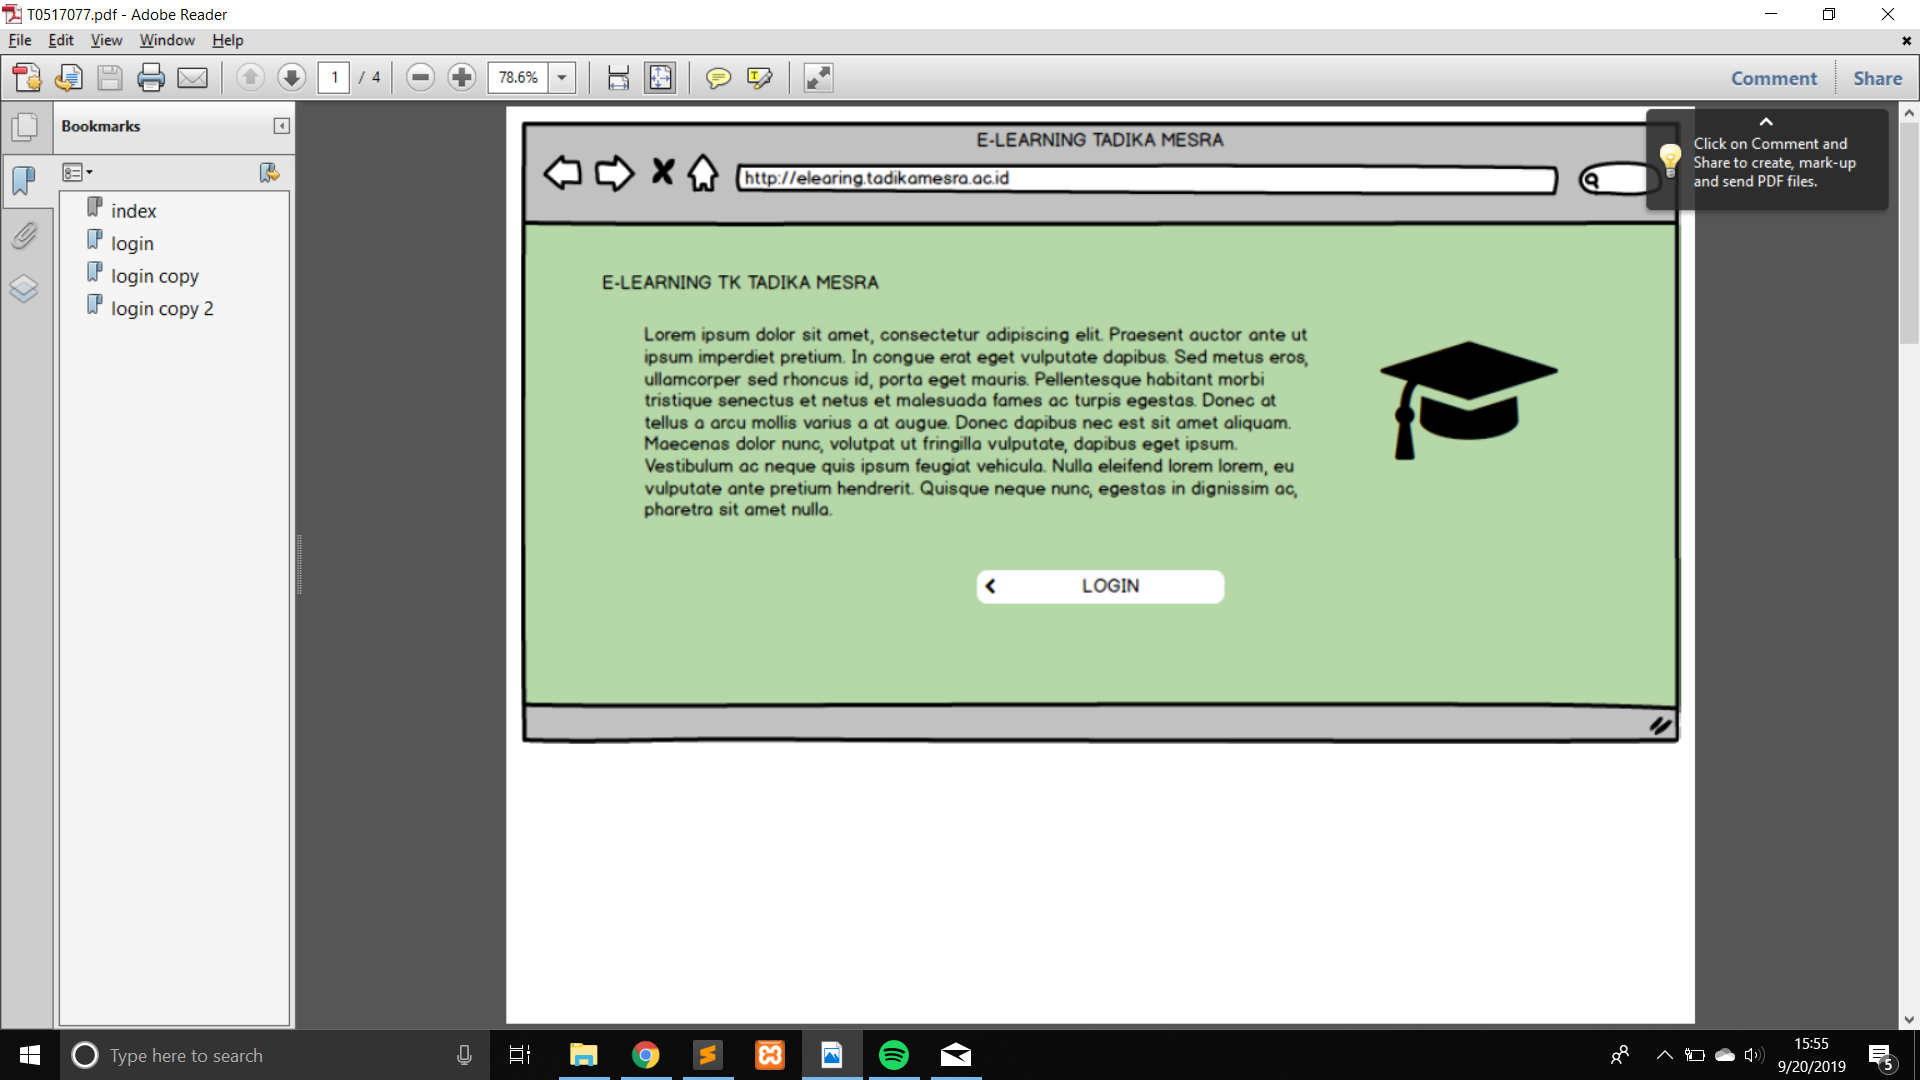 T0517077.pdf - Adobe Reader
File Edit View Window Help
1 / 4 78.6% Comment Share
Bookmarks
index
login
login copy
login copy 2
Click on Comment and
Share to create, mark-up
and send PDF files.
E-LEARNING TADIKA MESRA
http://elearing.tadikamesra.ac.id
E-LEARNING TK TADIKA MESRA
Lorem ipsum dolor sit amet, consectetur adipiscing elit. Praesent auctor ante ut
ipsum imperdiet pretium. In congue erat eget vulputate dapibus. Sed metus eros,
ullamcorper sed rhoncus id, porta eget mauris. Pellentesque habitant morbi
tristique senectus et netus et malesuada fames ac turpis egestas. Donec at
tellus a arcu mollis varius a at augue. Donec dapibus nec est sit amet aliquam.
Maecenas dolor nunc, volutpat ut fringilla vulputate, dapibus eget ipsum.
Vestibulum ac neque quis ipsum feugiat vehicula. Nulla eleifend lorem lorem, eu
vulputate ante pretium hendrerit. Quisque neque nunc, egestas in dignissim ac,
pharetra sit amet nulla.
LOGIN
Type here to search
15:55
9/20/2019
5